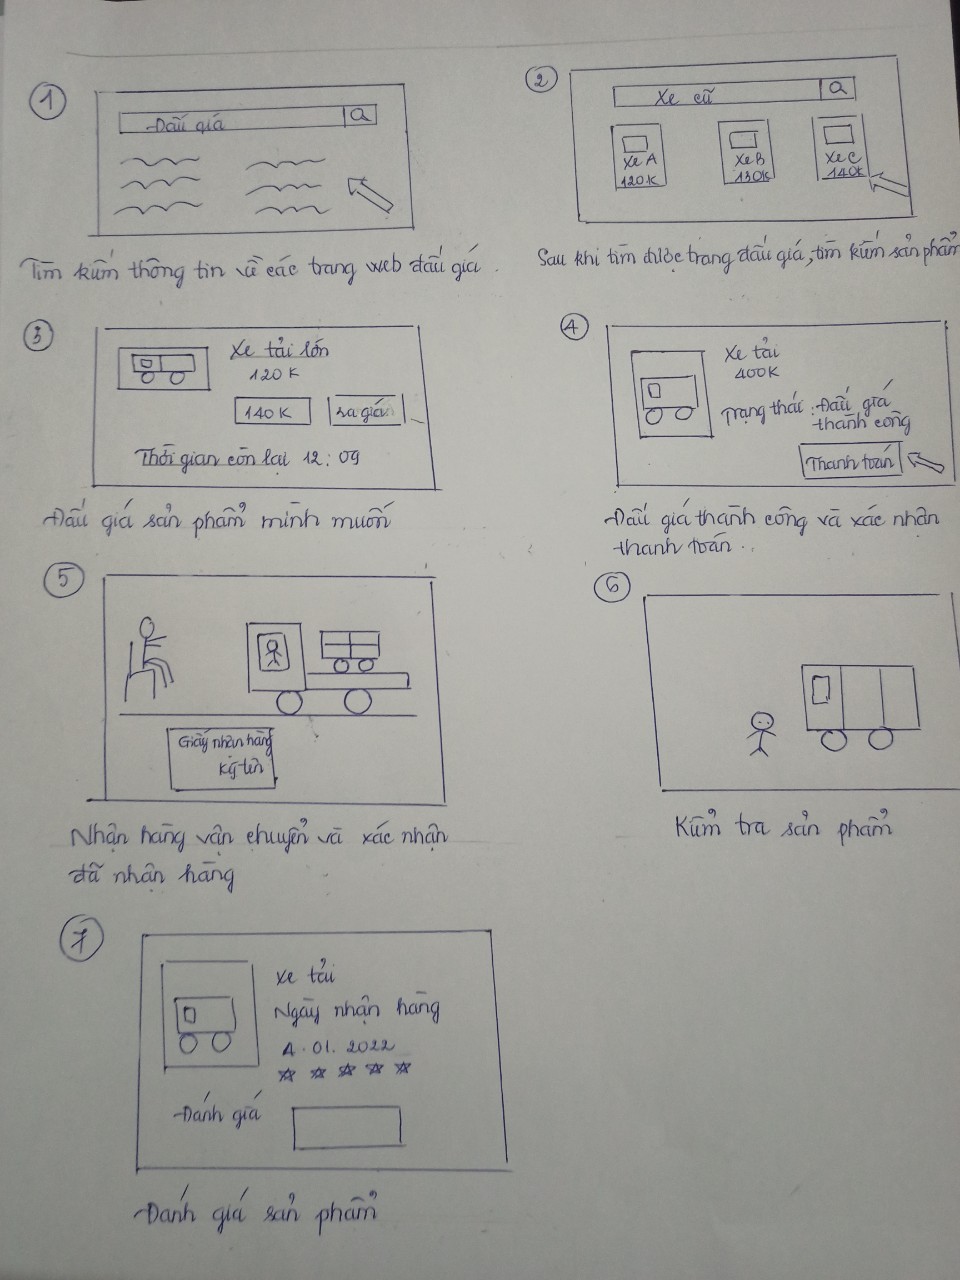 1
Đấu giá
Tìm kiếm thông tin về các trang web đấu giá.
2
Xe cũ
Xe A
120K
Xe B
130K
Xe C
140K
Sau khi tìm được trang đấu giá, tìm kiếm sản phẩm
3
Xe tải lớn
120K
140K
ra giá
Thời gian còn lại 12:09
Đấu giá sản phẩm mình muốn
4
Xe tải
400K
Trạng thái: Đấu giá
thành công
Thanh toán
Đấu giá thành công và xác nhận
thanh toán..
5
Giấy nhận hàng
ký tên
Nhận hàng vận chuyển và xác nhận
đã nhận hàng
6
Kiểm tra sản phẩm
7
Xe tải
Ngày nhận hàng
4.01.2022
Đánh giá
Đánh giá sản phẩm